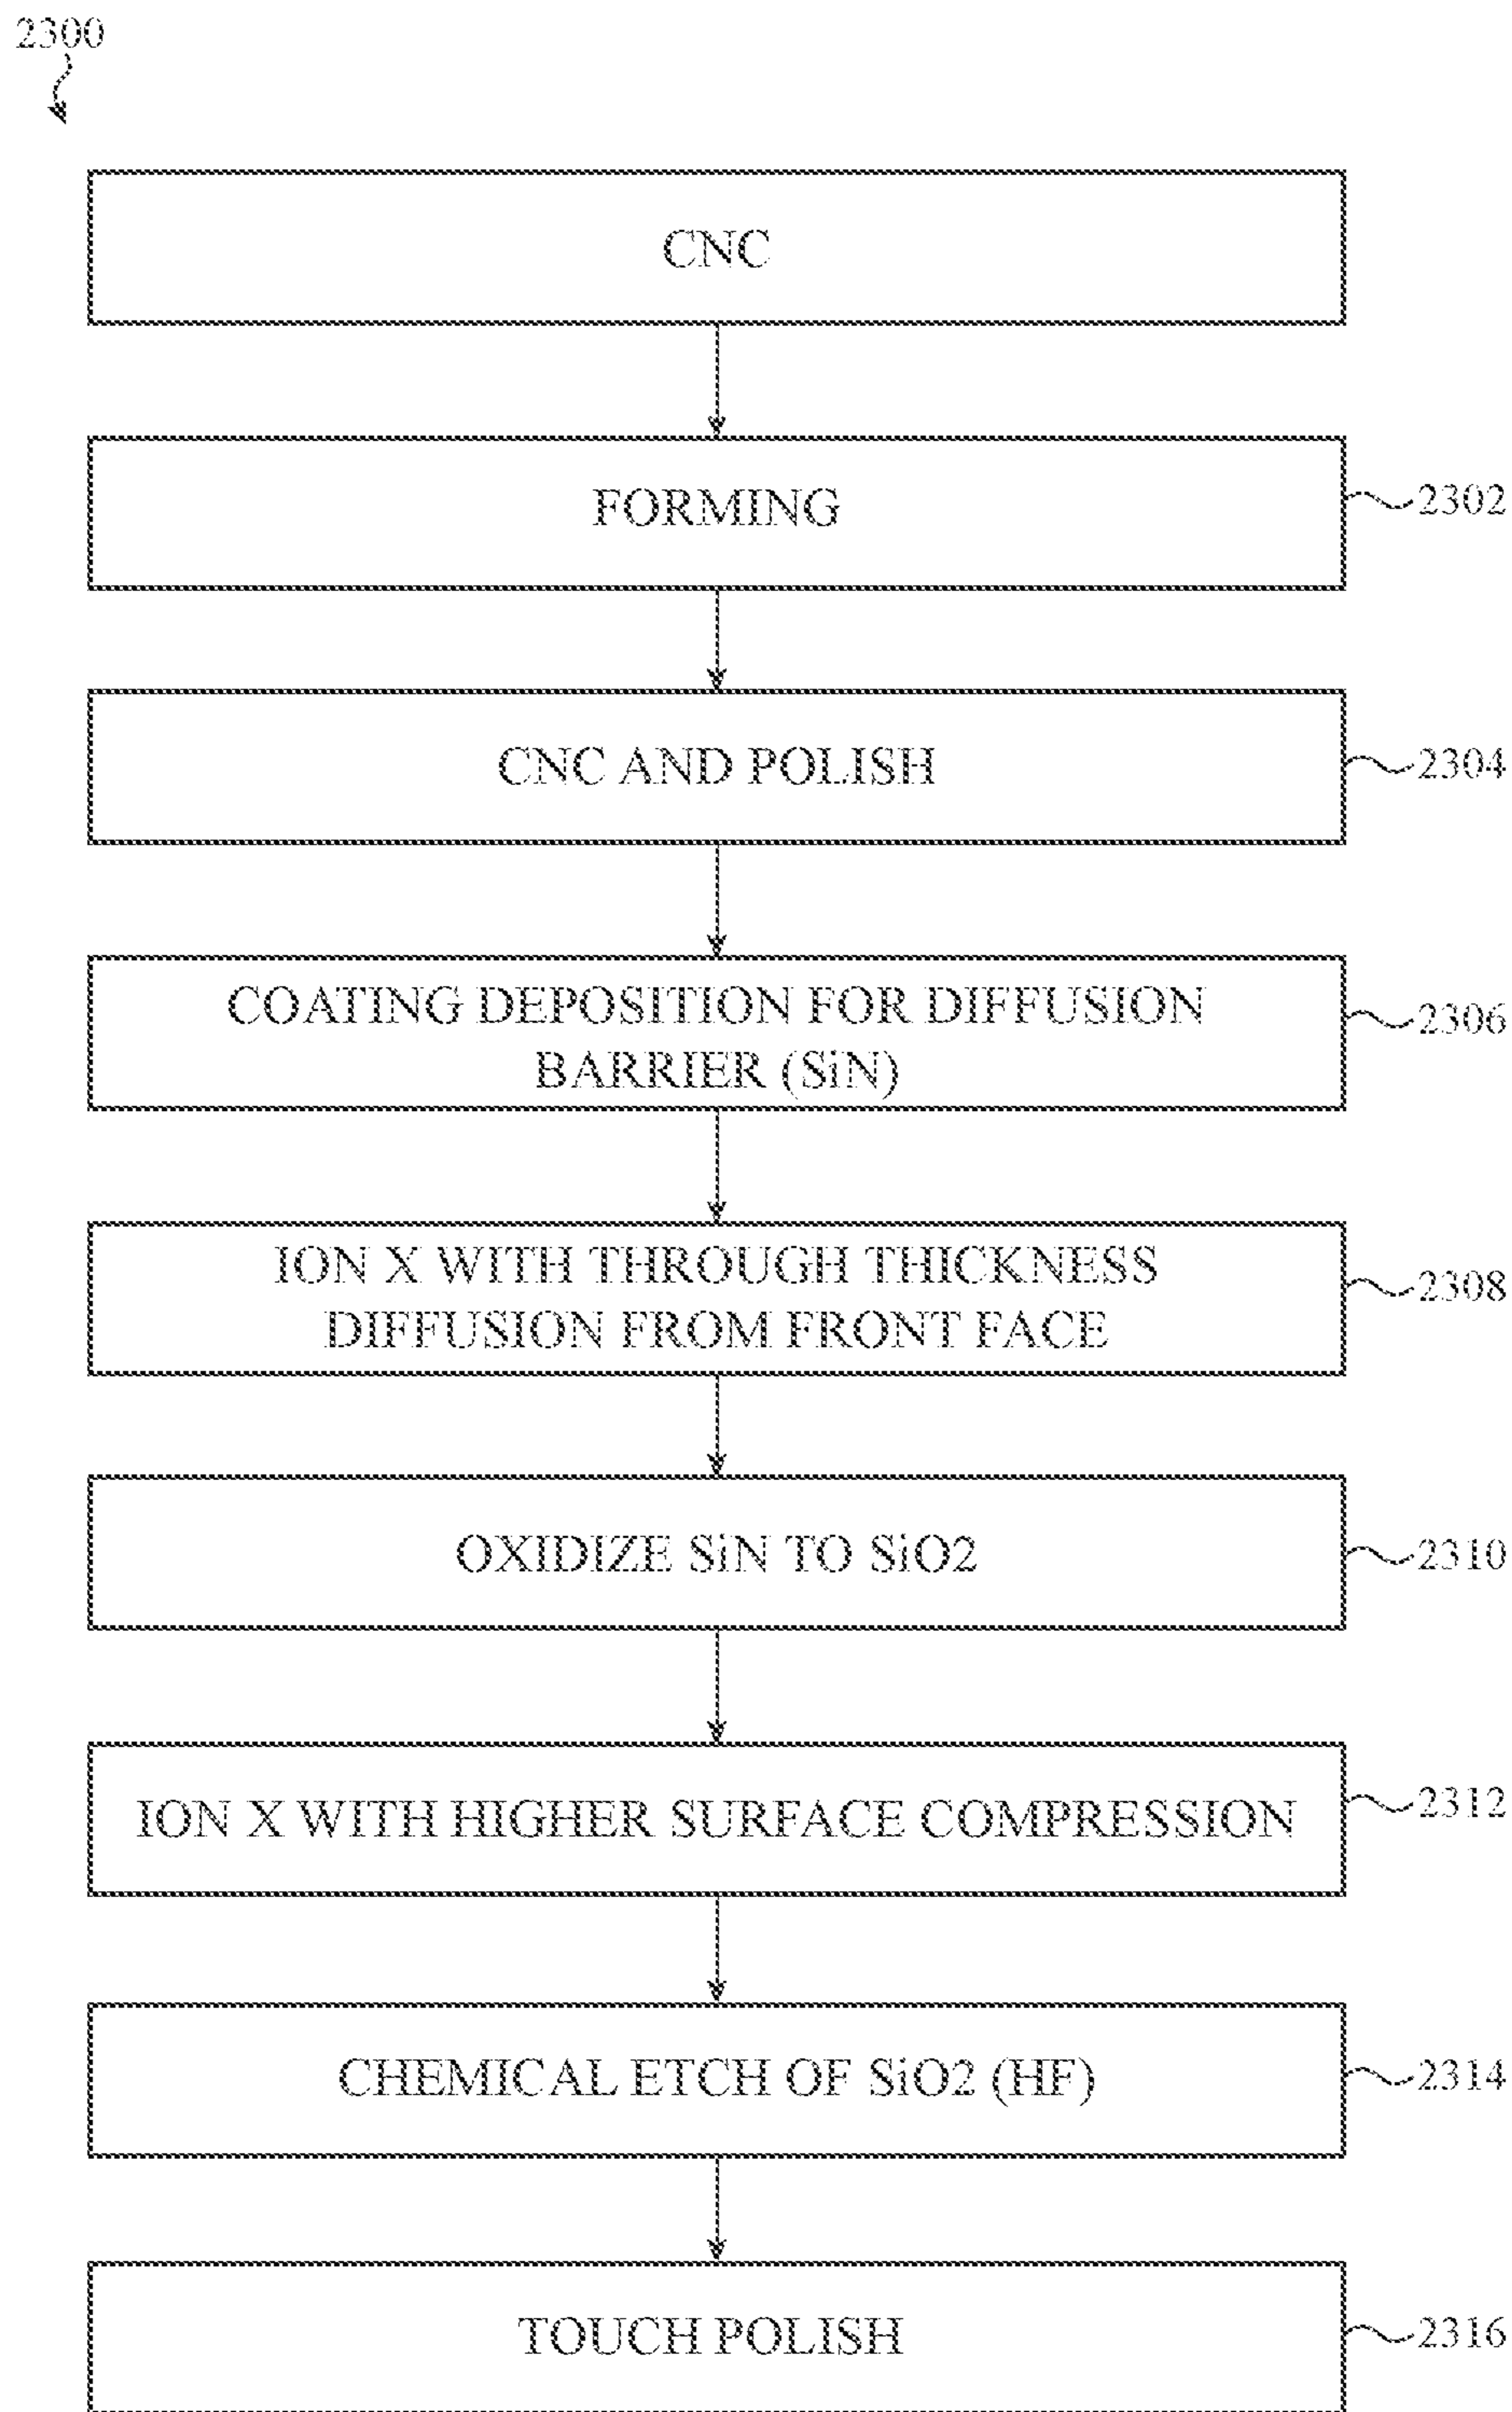 2300
CNC
FORMING
2302
CNC AND POLISH
2304
COATING DEPOSITION FOR DIFFUSION
BARRIER (SiN)
2306
ION X WITH THROUGH THICKNESS
DIFFUSION FROM FRONT FACE
2308
OXIDIZE SiN TO SiO2
2310
ION X WITH HIGHER SURFACE COMPRESSION
2312
CHEMICAL ETCH OF SiO2 (HF)
2314
TOUCH POLISH
2316